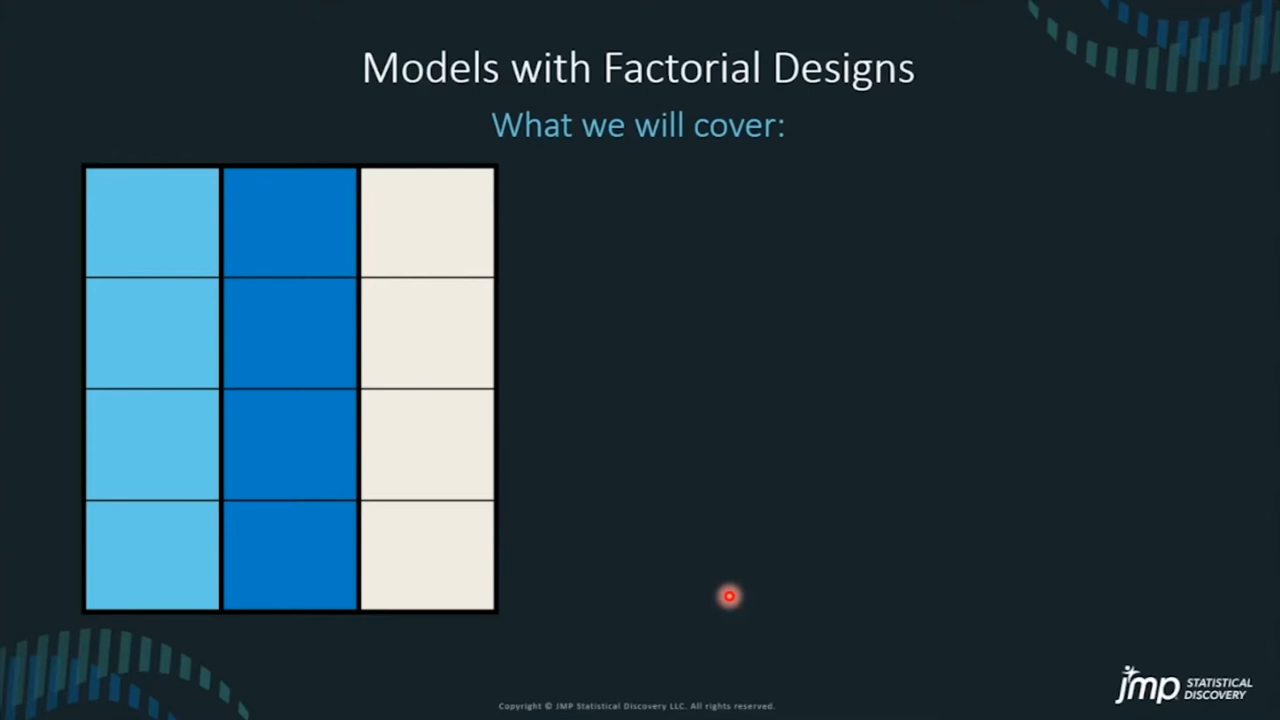 Models with Factorial Designs
What we will cover:
jmp STATISTICAL DISCOVERY
Copyright © JMP Statistical Discovery LLC. All rights reserved.